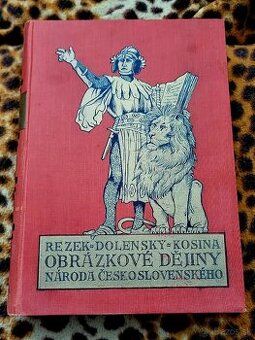 REZEK-DOLENSKÝ-KOSINA
OBRÁZKOVÉ DĚJINY
NÁRODA ČESKOSLOVENSKÉHO